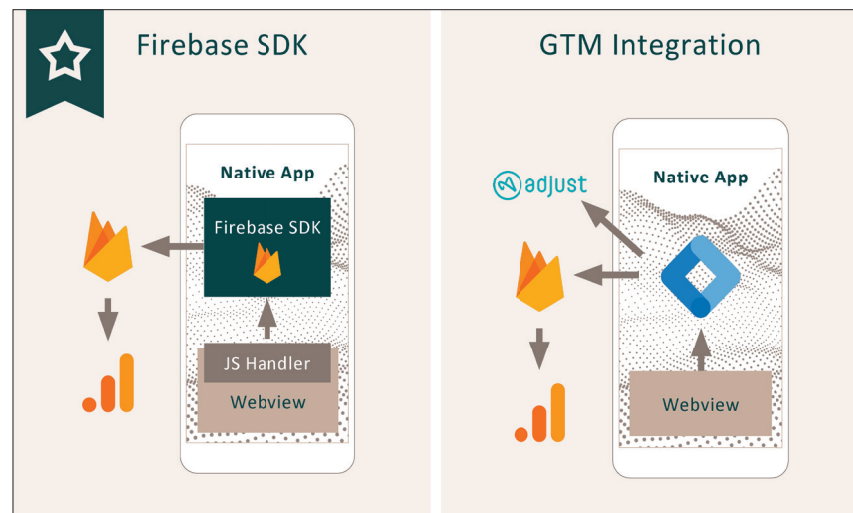 Firebase SDK
Native App
Firebase SDK
JS Handler
Webview
GTM Integration
adjust
Native App
Webview